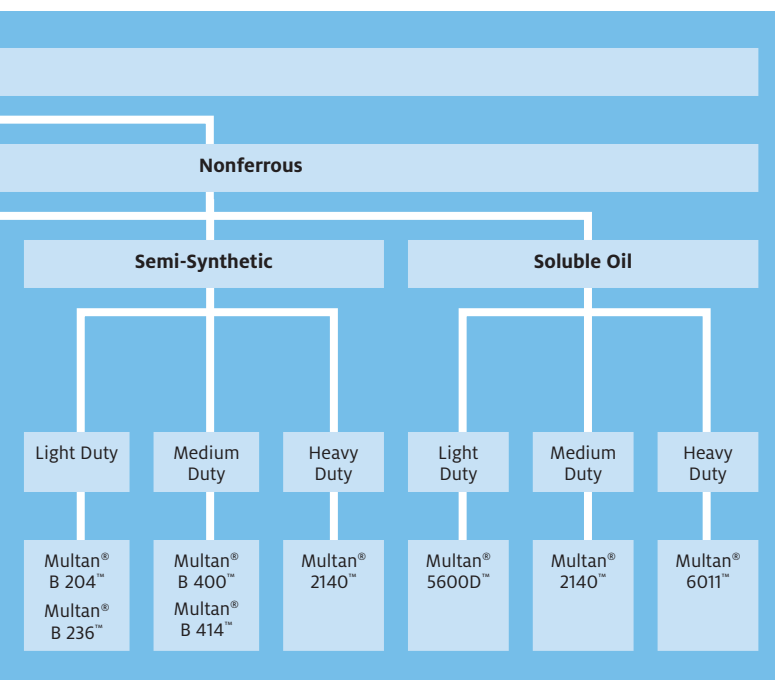 Nonferrous
Semi-Synthetic
Soluble Oil
Light Duty
Medium
Duty
Heavy
Duty
Light
Duty
Medium
Duty
Heavy
Duty
Multan®
B 204™
Multan®
B 236™
Multan®
B 400™
Multan®
B 414™
Multan®
2140™
Multan®
5600D™
Multan®
2140™
Multan®
6011™